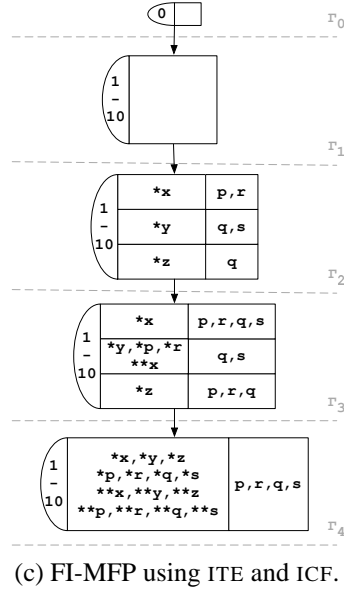 0
r0
1
-
10
r1
1
-
10
*x p,r
*y q,s
*z q
r2
1
-
10
*x p,r,q,s
*y,*p,*r
**x
q,s
*z p,r,q
r3
1
-
10
*x,*y,*z
*p,*r,*q,*s
**x,**y,**z
**p,**r,**q,**s
p,r,q,s
r4
(c) FI-MFP using ITE and ICF.